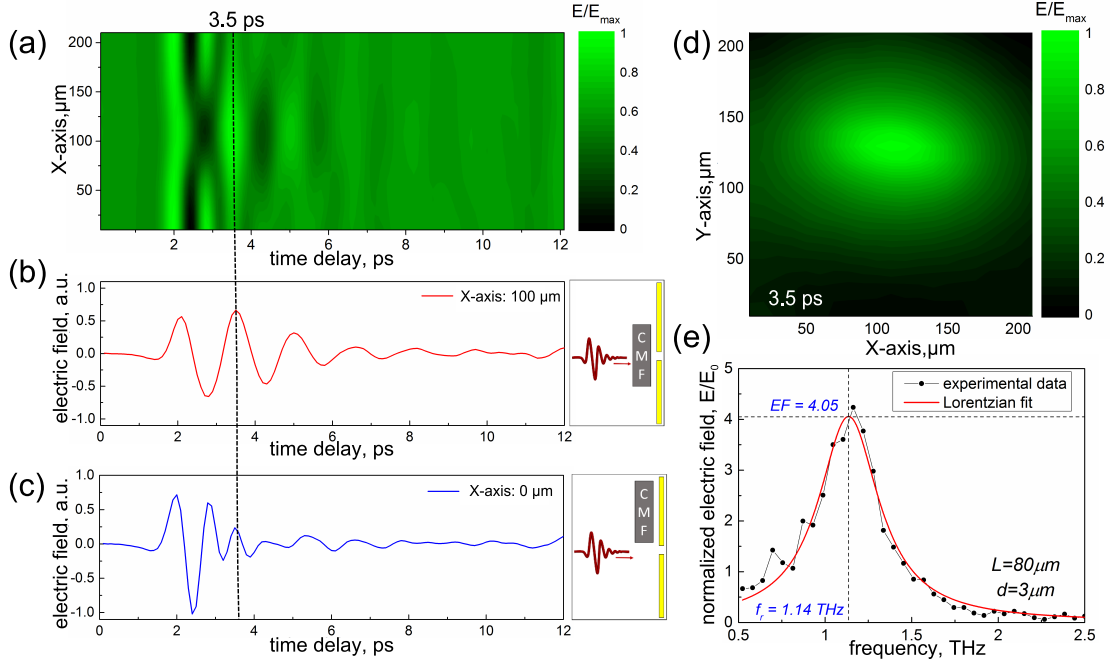 (a)
3.5 ps
E/Emax
X-axis,µm
200
150
100
50
2 4 6 8 10 12
time delay, ps
1
0.8
0.6
0.4
0.2
0
(b)
electric field, a.u.
1.0
0.5
0.0
-0.5
-1.0
X-axis: 100 µm
0 2 4 6 8 10 12
time delay, ps
C
M
F
(c)
electric field. a.u.
1.0
0.5
0.0
-0.5
-1.0
X-axis: 0 µm
0 2 4 6 8 10 12
time delay, ps
C
M
F
(d)
E/Emax
Y-axis,µm
200
150
100
50
3.5 ps
50 100 150 200
X-axis,µm
1
0.8
0.6
0.4
0.2
0
(e)
normalized electric field, E/E0
5
4
3
2
1
0
experimental data
Lorentzian fit
EF = 4.05
L=80µm
d=3µm
fr = 1.14 THz
0.5 1.0 1.5 2.0 2.5
frequency, THz